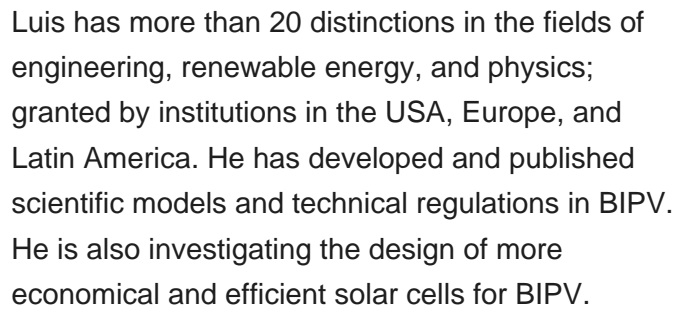 Luis has more than 20 distinctions in the fields of
engineering, renewable energy, and physics;
granted by institutions in the USA, Europe, and
Latin America. He has developed and published
scientific models and technical regulations in BIPV.
He is also investigating the design of more
economical and efficient solar cells for BIPV.